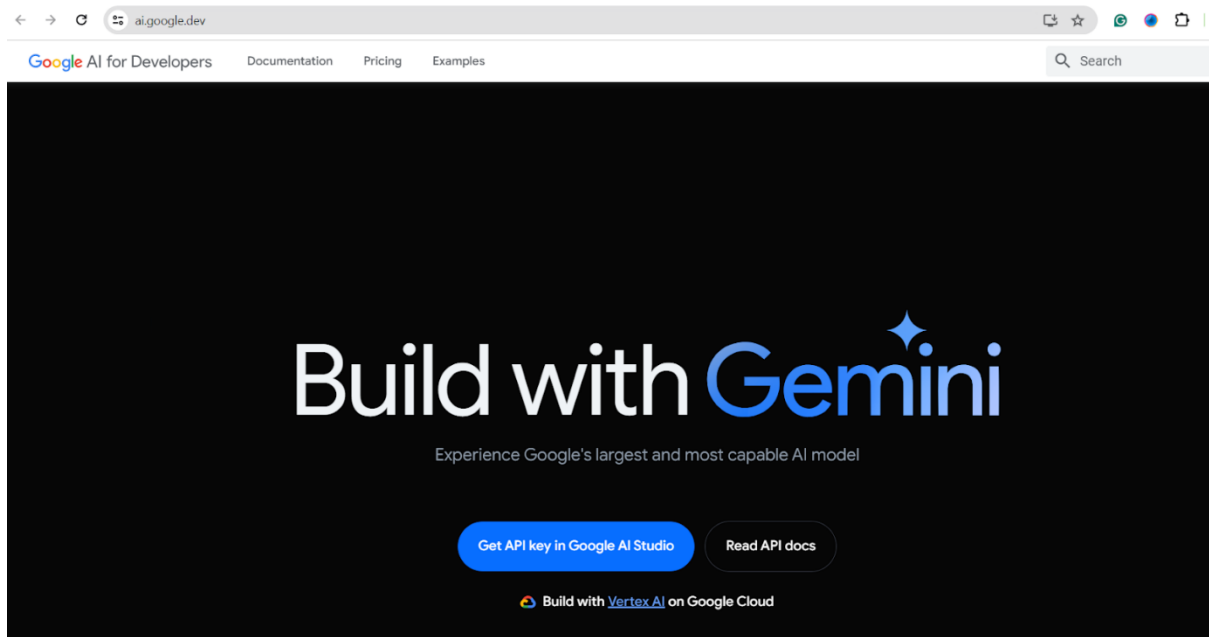 ai.google.dev
Google AI for Developers Documentation Pricing Examples Search
Build with Gemini
Experience Google's largest and most capable AI model
Get API key in Google AI Studio Read API docs
Build with Vertex AI on Google Cloud